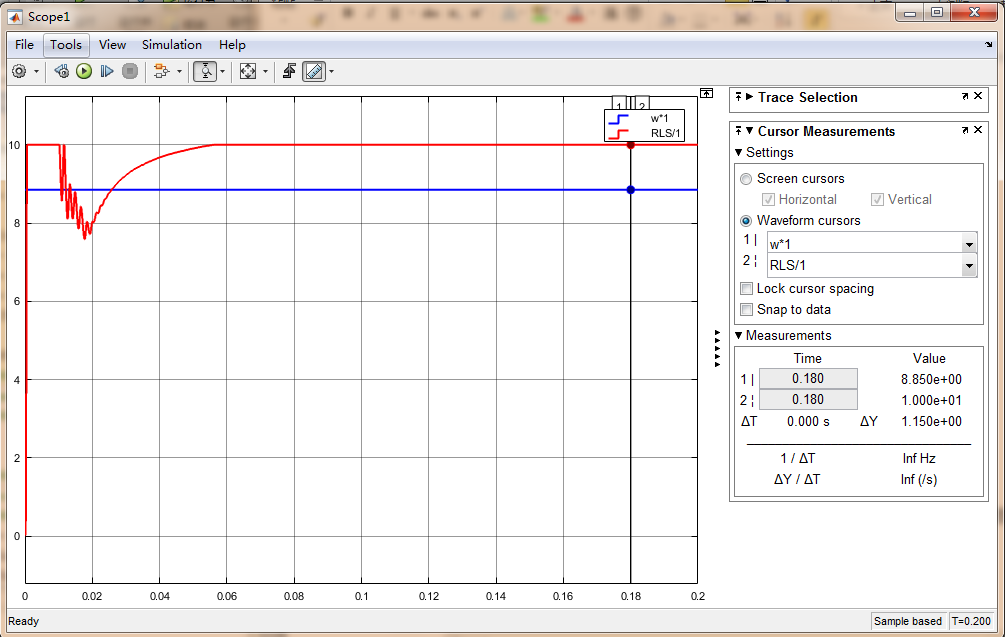 Scope1
File Tools View Simulation Help
1 2
w*1
RLS/1
10
8
6
4
2
0
0 0.02 0.04 0.06 0.08 0.1 0.12 0.14 0.16 0.18 0.2
Trace Selection
Cursor Measurements
Settings
Screen cursors
Horizontal Vertical
Waveform cursors
1 | w*1
2 ¦ RLS/1
Lock cursor spacing
Snap to data
Measurements
Time Value
1 | 0.180 8.850e+00
2 ¦ 0.180 1.000e+01
ΔT 0.000 s ΔY 1.150e+00
1 / ΔT Inf Hz
ΔY / ΔT Inf (/s)
Ready Sample based T=0.200